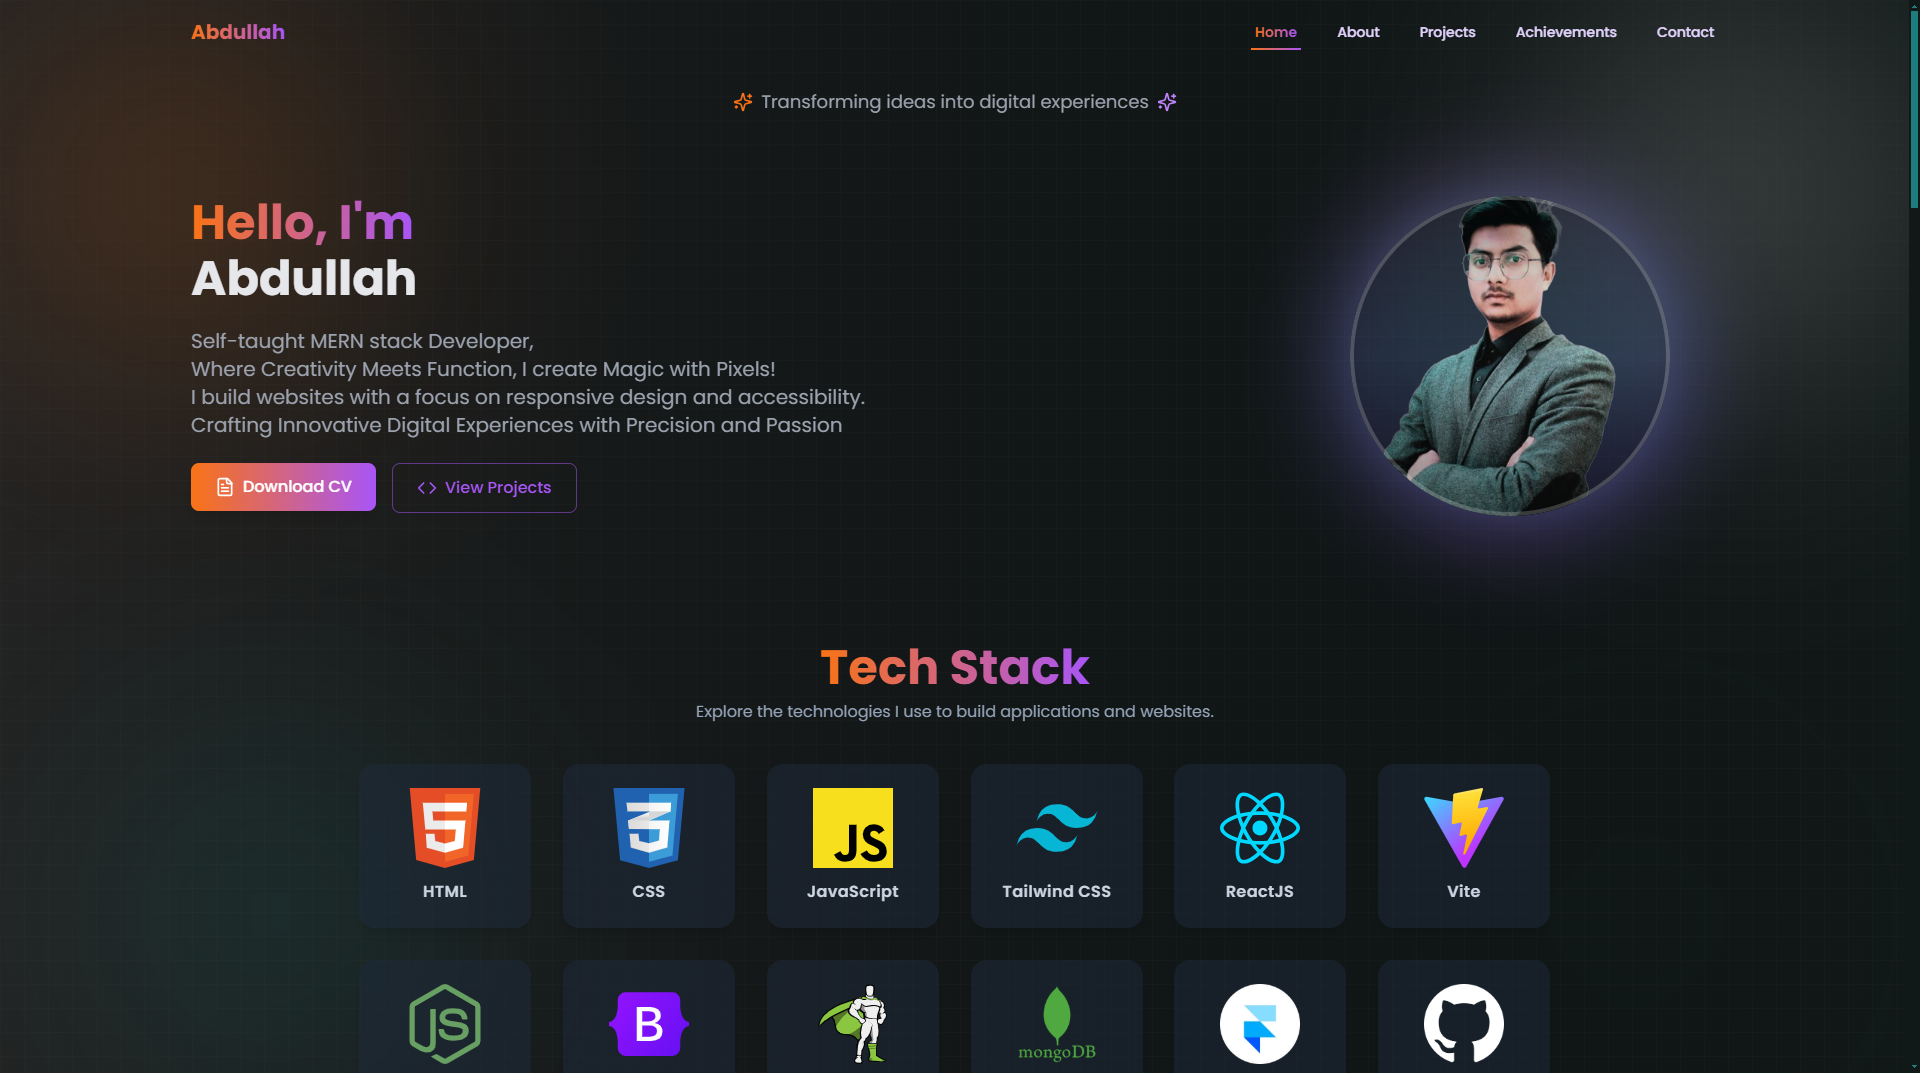 Abdullah
Home
About
Projects
Achievements
Contact
Transforming ideas into digital experiences
Hello, I'm
Abdullah
Self-taught MERN stack Developer,
Where Creativity Meets Function, I create Magic with Pixels!
I build websites with a focus on responsive design and accessibility.
Crafting Innovative Digital Experiences with Precision and Passion
Download CV
View Projects
Tech Stack
Explore the technologies I use to build applications and websites.
5
3
JS
HTML
CSS
JavaScript
Tailwind CSS
ReactJS
Vite
JS
B
mongoDB